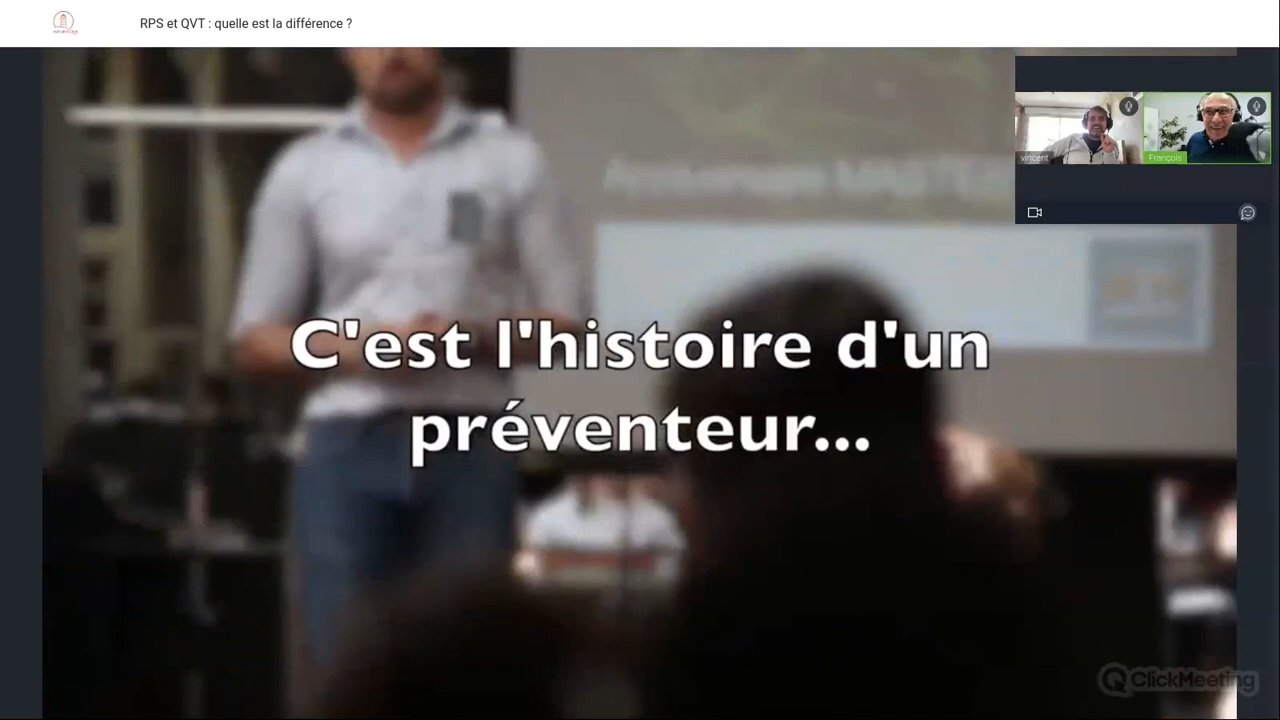 RPS et QVT : quelle est la différence ?
vincent
François
C'est l'histoire d'un
préventeur...
ClickMeeting